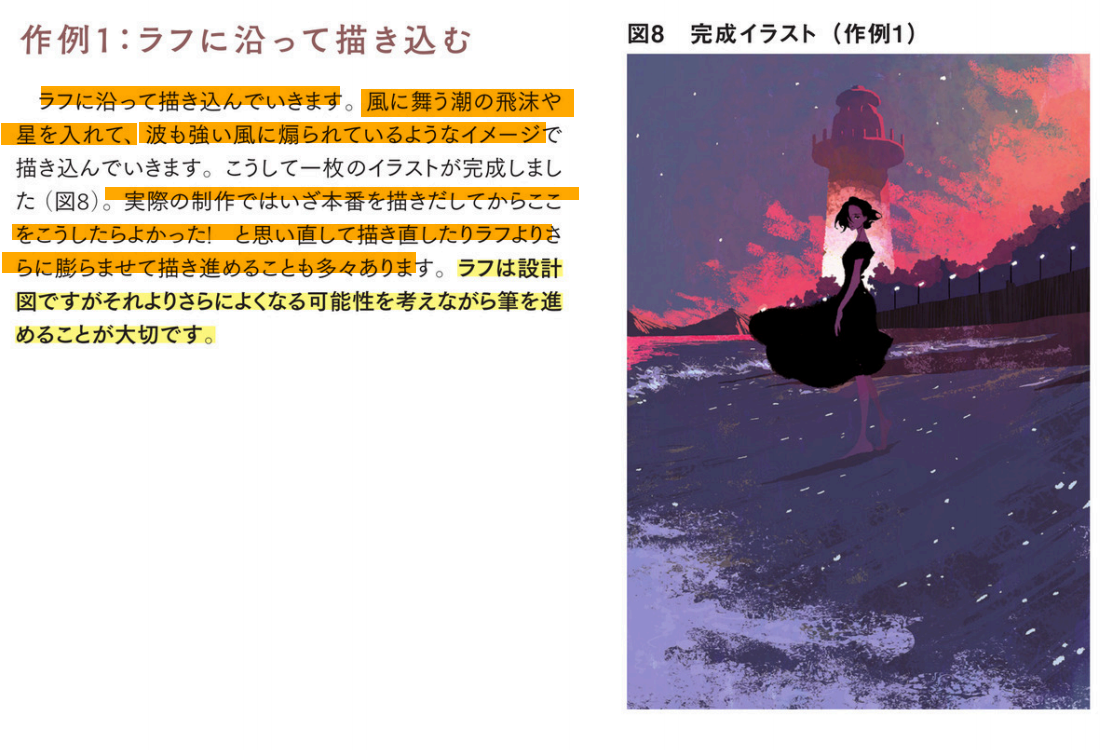 作例1：ラフに沿って描き込む
ラフに沿って描き込んでいきます。風に舞う潮の飛沫や
星を入れて、波も強い風に煽られているようなイメージで
描き込んでいきます。こうして一枚のイラストが完成しまし
た（図8）。実際の制作ではいざ本番を描きだしてからここ
をこうしたらよかった！　と思い直して描き直したりラフよりさ
らに膨らませて描き進めることも多々あります。ラフは設計
図ですがそれよりさらによくなる可能性を考えながら筆を進
めることが大切です。
図8　完成イラスト（作例1）